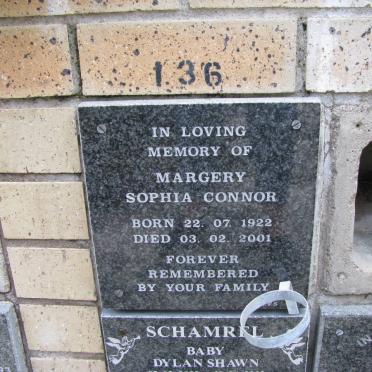 136
IN LOVING
MEMORY OF
MARGERY
SOPHIA CONNOR
BORN 22. 07. 1922
DIED 03. 02. 2001
FOREVER
REMEMBERED
BY YOUR FAMILY
SCHAMREL
BABY
DYLAN SHAWN